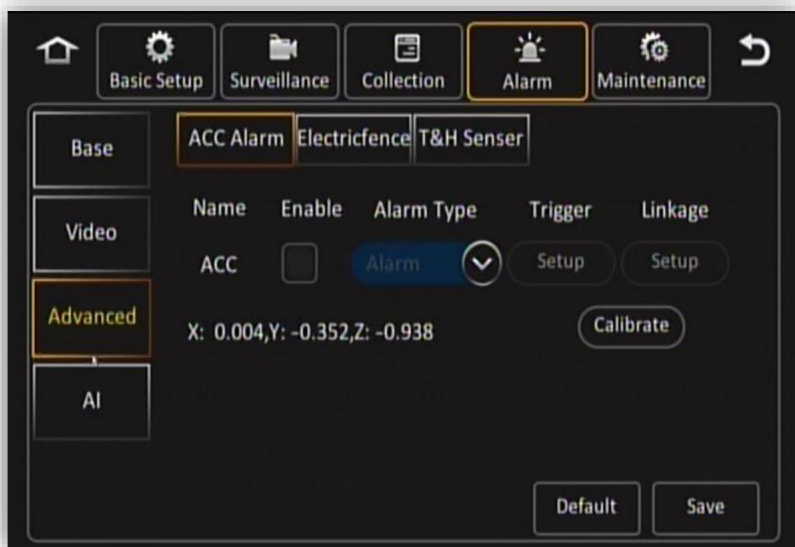 Basic Setup Surveillance Collection Alarm Maintenance
Base
Video
Advanced
AI
ACC Alarm Electricfence T&H Senser
Name Enable Alarm Type Trigger Linkage
ACC Alarm Setup Setup
X: 0.004,Y: -0.352,Z: -0.938 Calibrate
Default Save